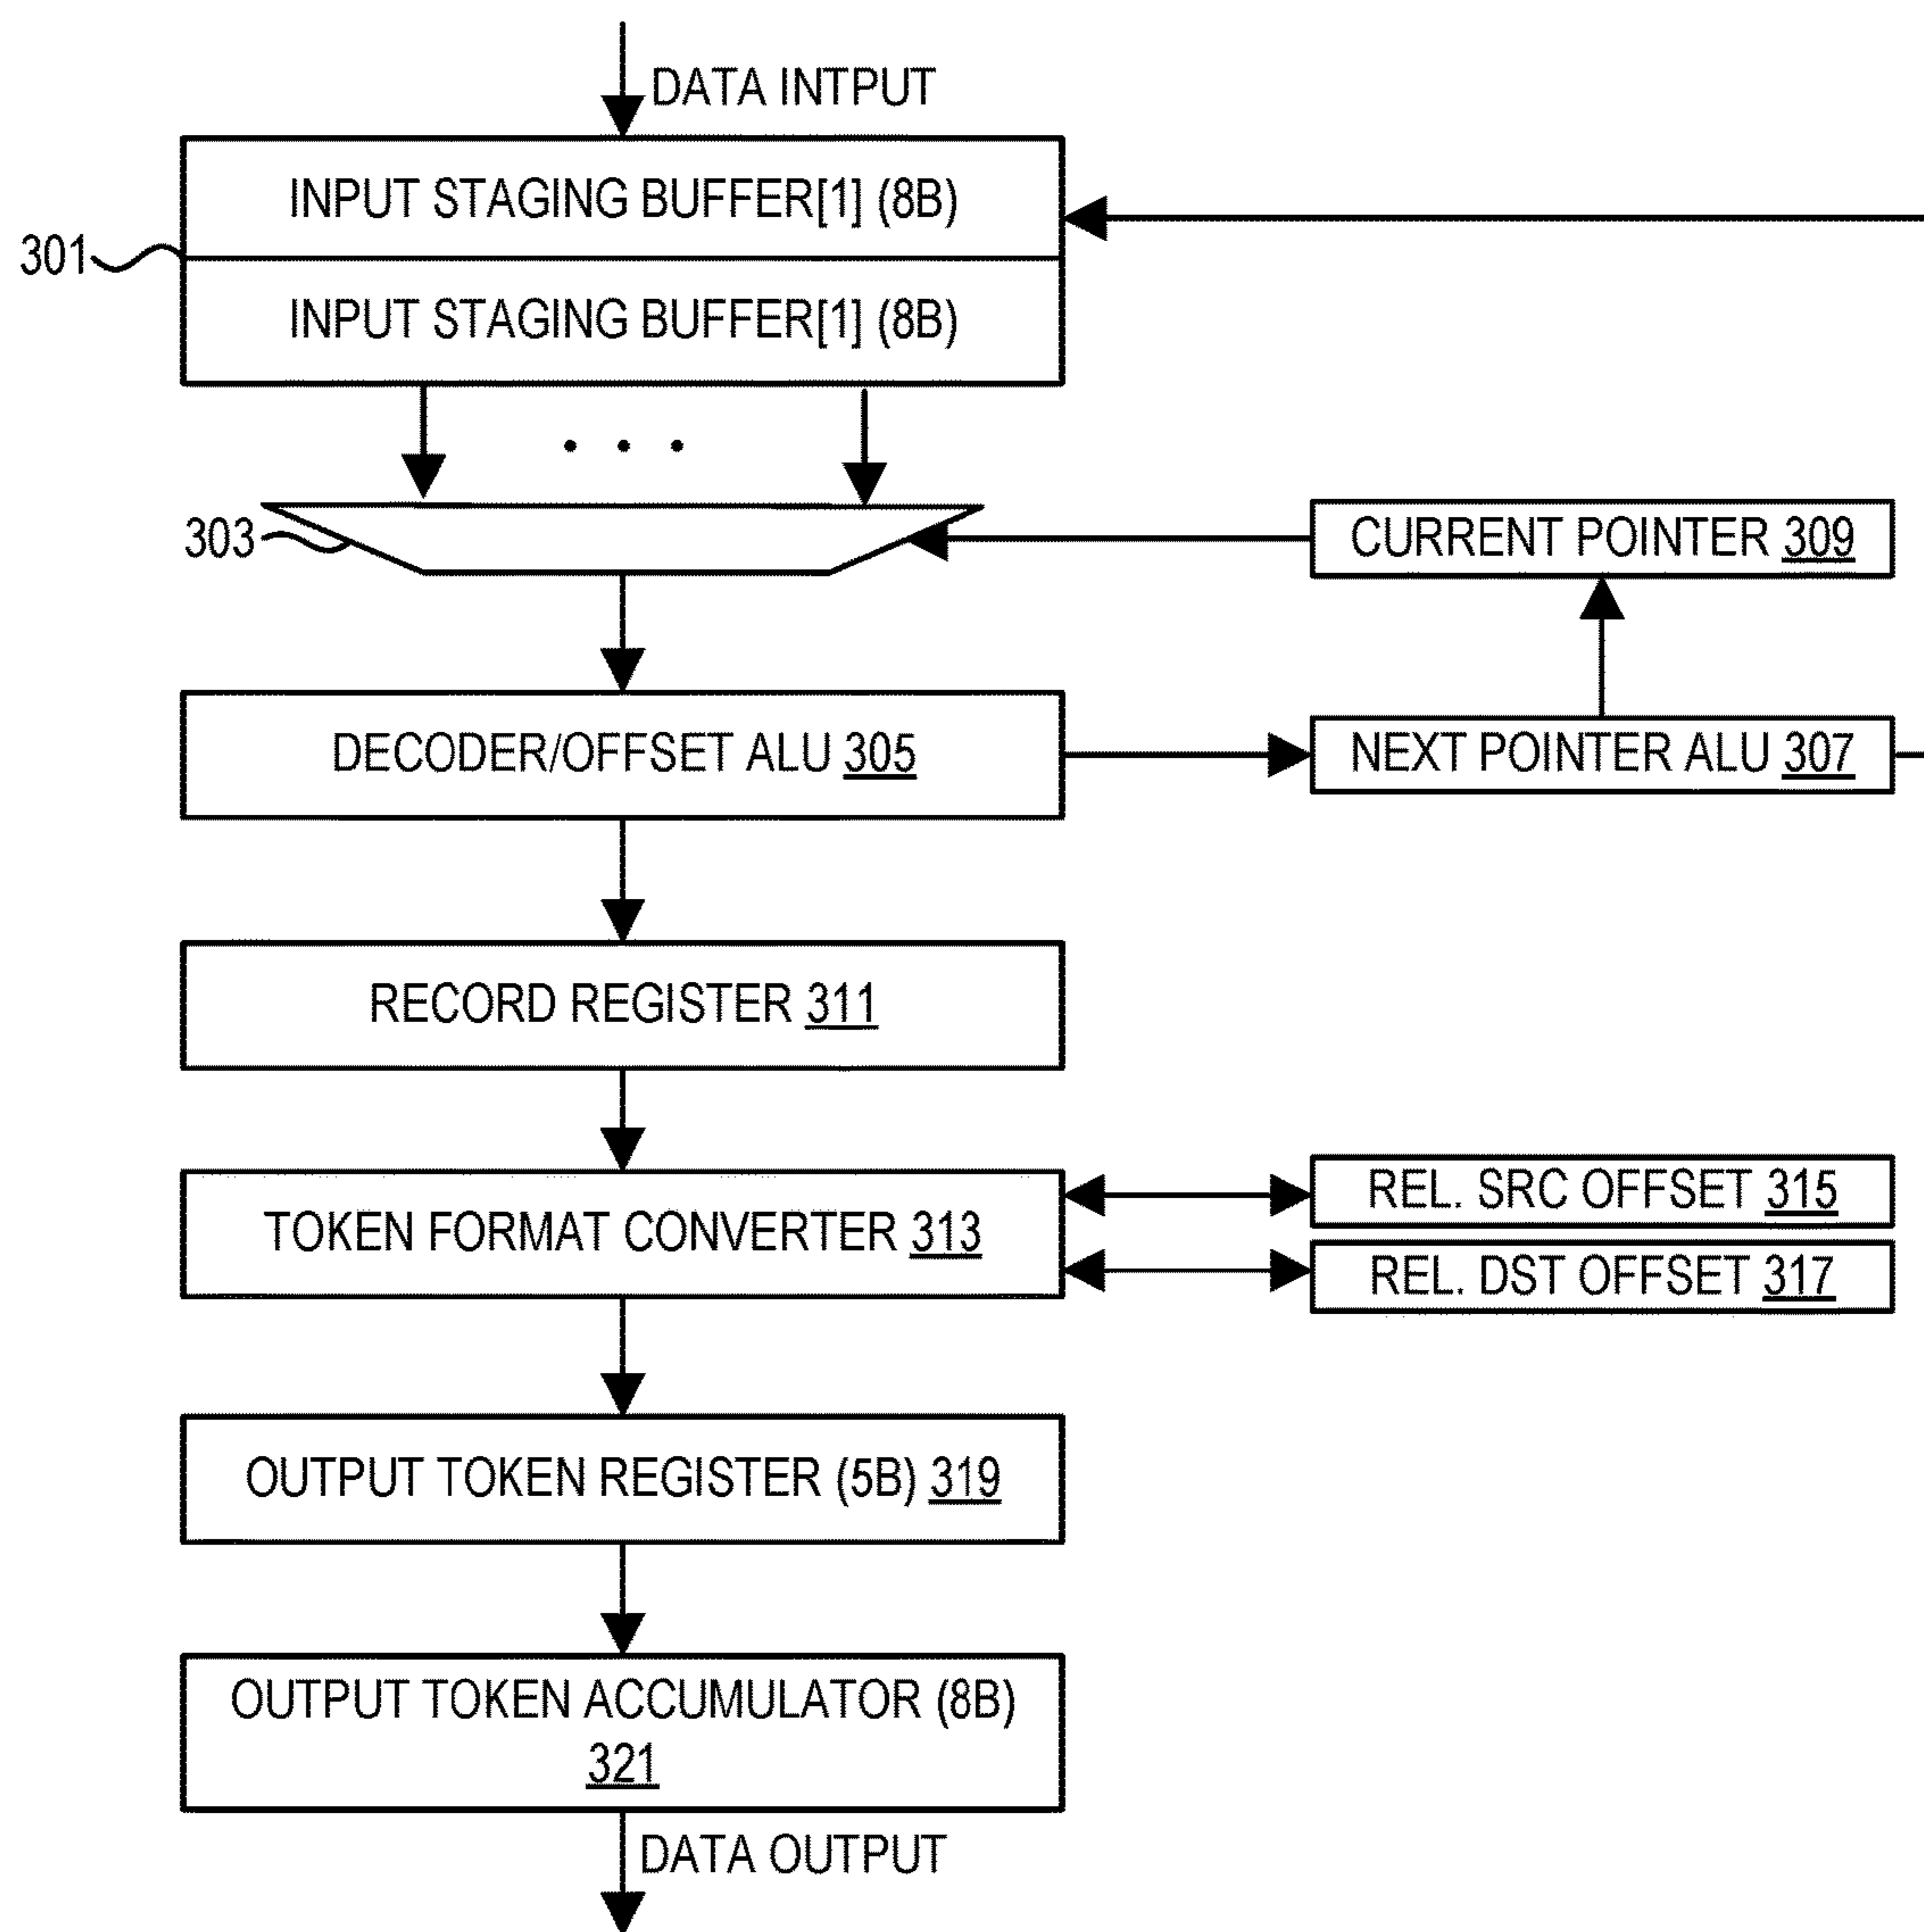 DATA INTPUT
INPUT STAGING BUFFER[1] (8B)
301
INPUT STAGING BUFFER[1] (8B)
. . .
303
CURRENT POINTER 309
DECODER/OFFSET ALU 305
NEXT POINTER ALU 307
RECORD REGISTER 311
TOKEN FORMAT CONVERTER 313
REL. SRC OFFSET 315
REL. DST OFFSET 317
OUTPUT TOKEN REGISTER (5B) 319
OUTPUT TOKEN ACCUMULATOR (8B)
321
DATA OUTPUT